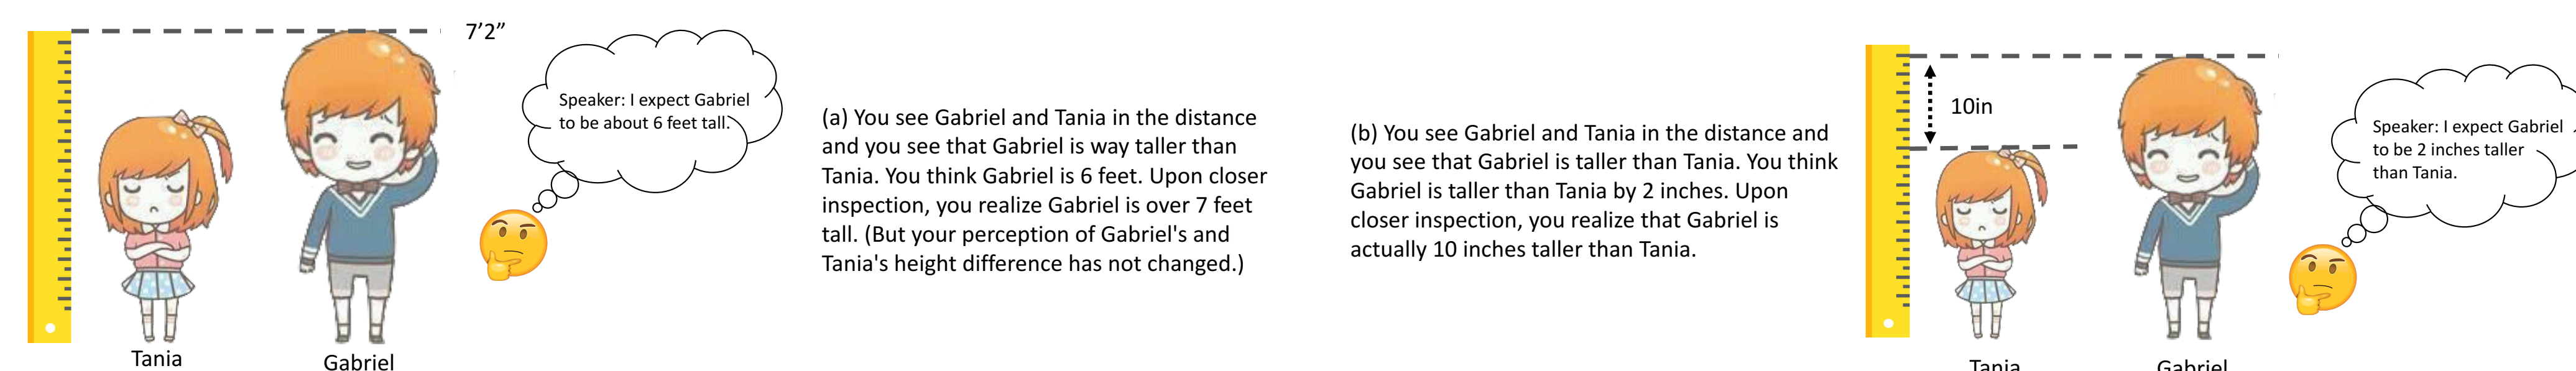 7’2”
Speaker: I expect Gabriel
to be about 6 feet tall.
Tania
Gabriel
(a) You see Gabriel and Tania in the distance
and you see that Gabriel is way taller than
Tania. You think Gabriel is 6 feet. Upon closer
inspection, you realize Gabriel is over 7 feet
tall. (But your perception of Gabriel's and
Tania's height difference has not changed.)
(b) You see Gabriel and Tania in the distance and
you see that Gabriel is taller than Tania. You think
Gabriel is taller than Tania by 2 inches. Upon
closer inspection, you realize that Gabriel is
actually 10 inches taller than Tania.
10in
Speaker: I expect Gabriel
to be 2 inches taller
than Tania.
Tania
Gabriel